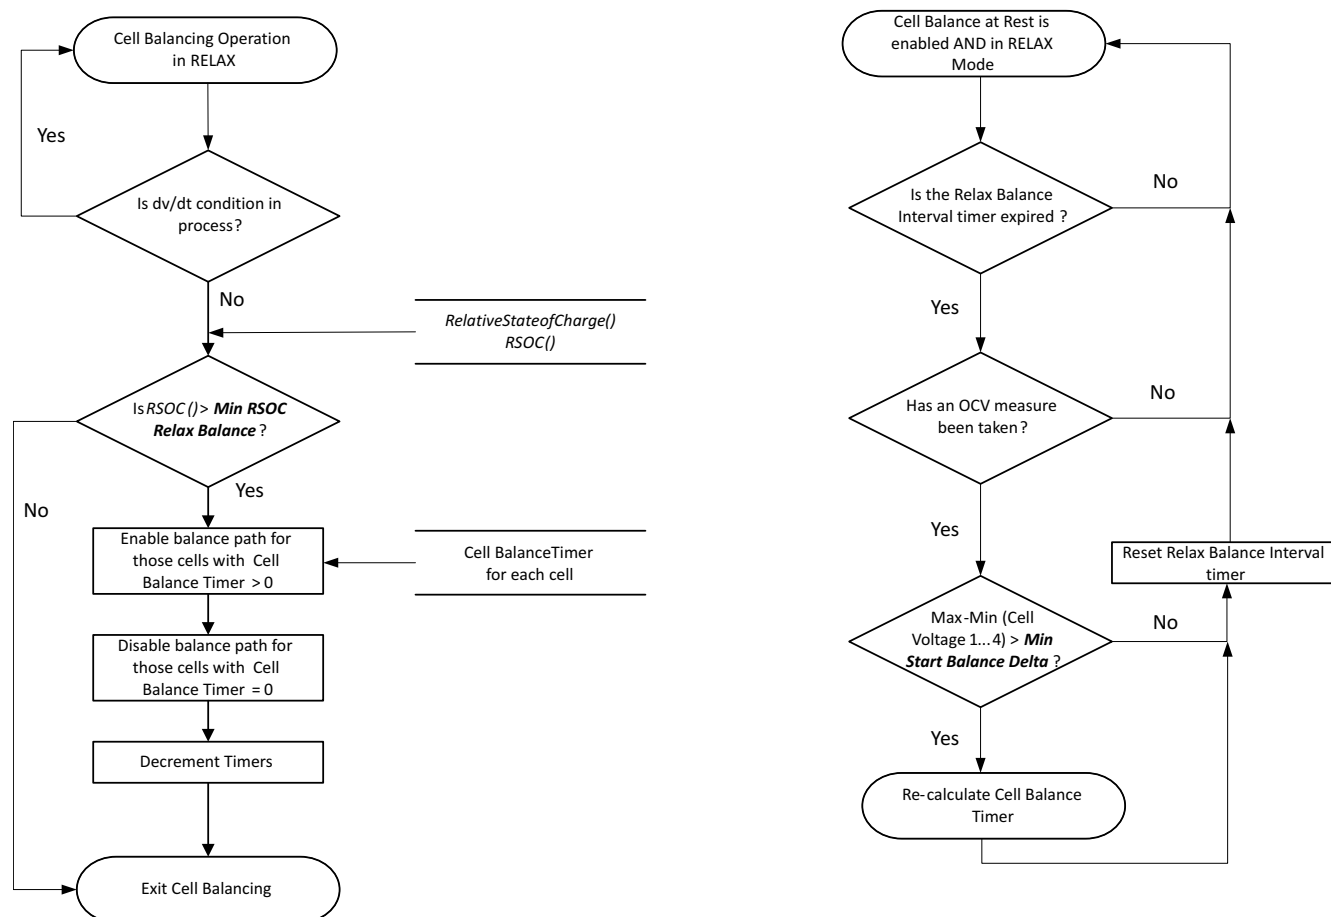 Cell Balancing Operation
in RELAX
Yes
Is dv/dt condition in
process?
No
RelativeStateofCharge()
RSOC()
Is RSOC () > Min RSOC
Relax Balance ?
No
Yes
Enable balance path for
those cells with Cell
Balance Timer > 0
Cell BalanceTimer
for each cell
Disable balance path for
those cells with Cell
Balance Timer = 0
Decrement Timers
Exit Cell Balancing
Cell Balance at Rest is
enabled AND in RELAX
Mode
Is the Relax Balance
Interval timer expired ?
No
Yes
Has an OCV measure
been taken ?
No
Yes
Reset Relax Balance Interval
timer
Max-Min (Cell
Voltage 1...4) > Min
Start Balance Delta ?
No
Yes
Re-calculate Cell Balance
Timer